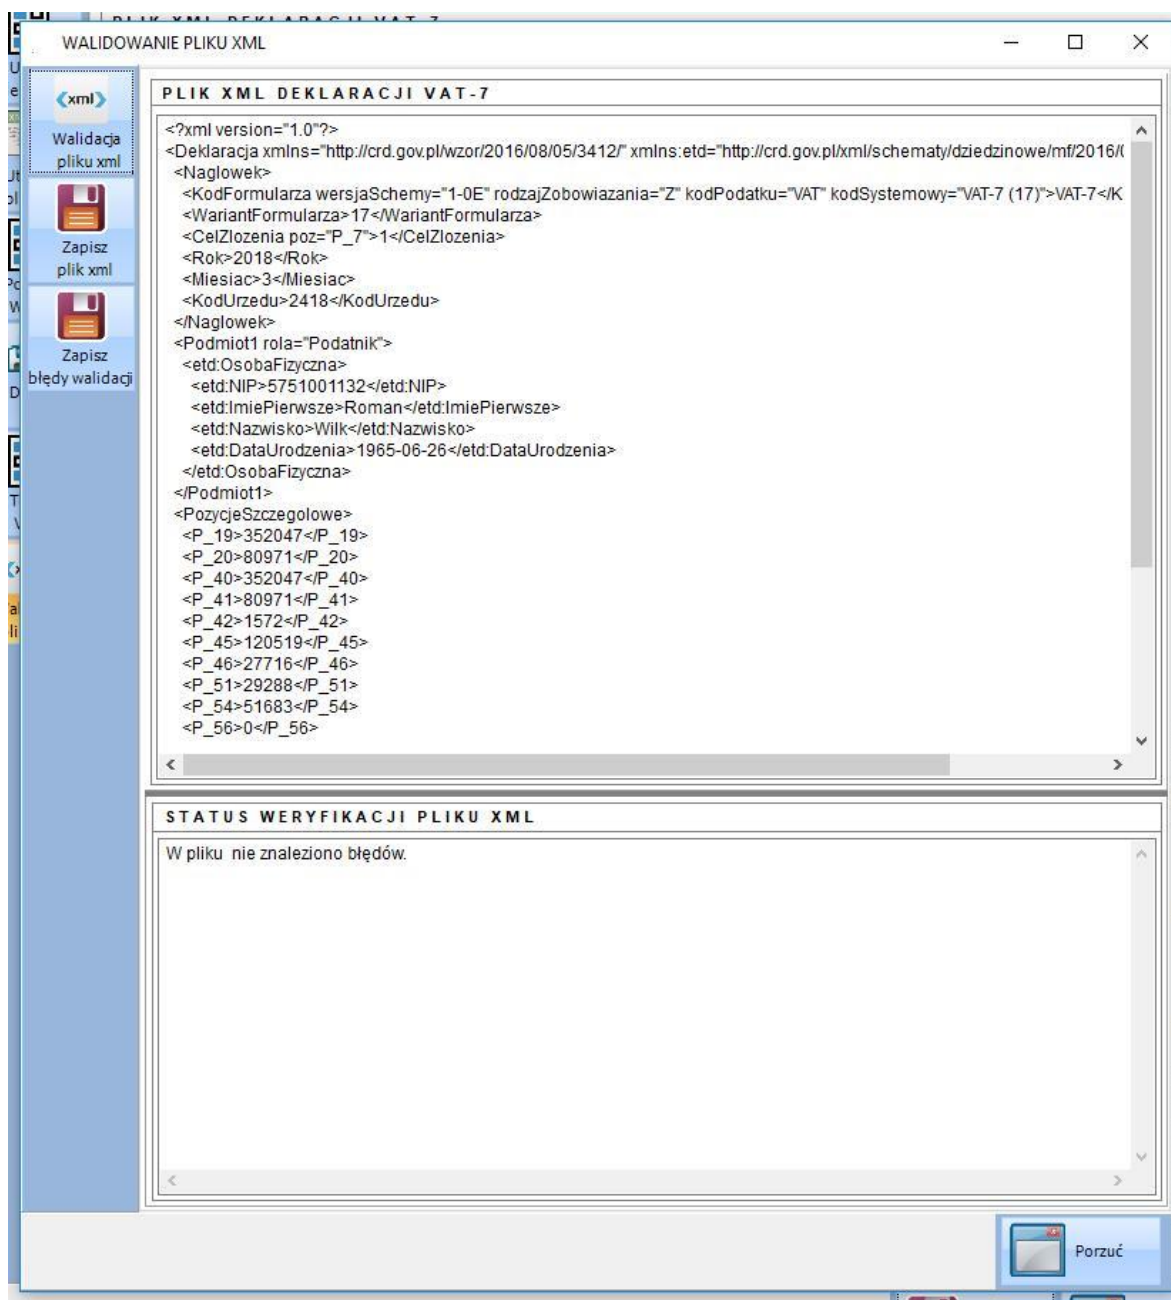 PLIK XML DEKLARACJI VAT-7
WALIDOWANIE PLIKU XML
xml
Walidacja
pliku xml
Zapisz
plik xml
Zapisz
błędy walidacji
PLIK XML DEKLARACJI VAT-7
<?xml version="1.0"?>
<Deklaracja xmlns="http://crd.gov.pl/wzor/2016/08/05/3412/" xmlns:etd="http://crd.gov.pl/xml/schematy/dziedzinowe/mf/2016/0
<Naglowek>
<KodFormularza wersjaSchemy="1-0E" rodzajZobowiazania="Z" kodPodatku="VAT" kodSystemowy="VAT-7 (17)">VAT-7</K
<WariantFormularza>17</WariantFormularza>
<CelZlozenia poz="P_7">1</CelZlozenia>
<Rok>2018</Rok>
<Miesiac>3</Miesiac>
<KodUrzedu>2418</KodUrzedu>
</Naglowek>
<Podmiot1 rola="Podatnik">
<etd:OsobaFizyczna>
<etd:NIP>5751001132</etd:NIP>
<etd:ImiePierwsze>Roman</etd:ImiePierwsze>
<etd:Nazwisko>Wilk</etd:Nazwisko>
<etd:DataUrodzenia>1965-06-26</etd:DataUrodzenia>
</etd:OsobaFizyczna>
</Podmiot1>
<PozycjeSzczegolowe>
<P_19>352047</P_19>
<P_20>80971</P_20>
<P_40>352047</P_40>
<P_41>80971</P_41>
<P_42>1572</P_42>
<P_45>120519</P_45>
<P_46>27716</P_46>
<P_51>29288</P_51>
<P_54>51683</P_54>
<P_56>0</P_56>
STATUS WERYFIKACJI PLIKU XML
W pliku  nie znaleziono błędów.
Porzuć